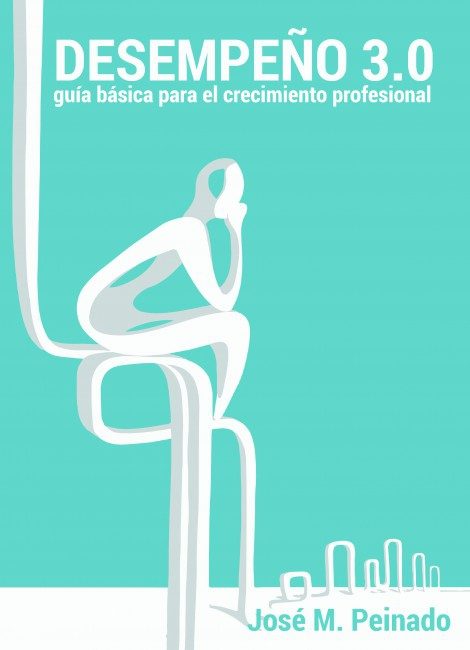 DESEMPEÑO 3.0
guía básica para el crecimiento profesional
José M. Peinado